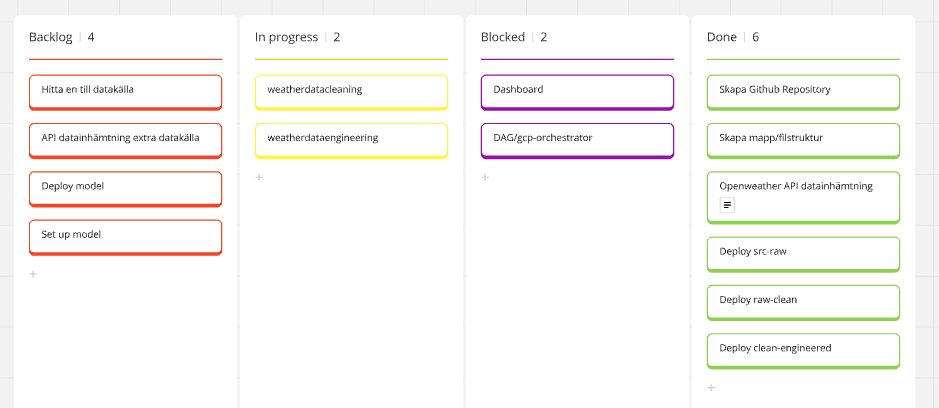 Backlog | 4
Hitta en till datakälla
API datainhämtning extra datakälla
Deploy model
Set up model
+
In progress | 2
weatherdatacleaning
weatherdataengineering
+
Blocked | 2
Dashboard
DAG/gcp-orchestrator
+
Done | 6
Skapa Github Repository
Skapa mapp/filstruktur
Openweather API datainhämtning
Deploy src-raw
Deploy raw-clean
Deploy clean-engineered
+